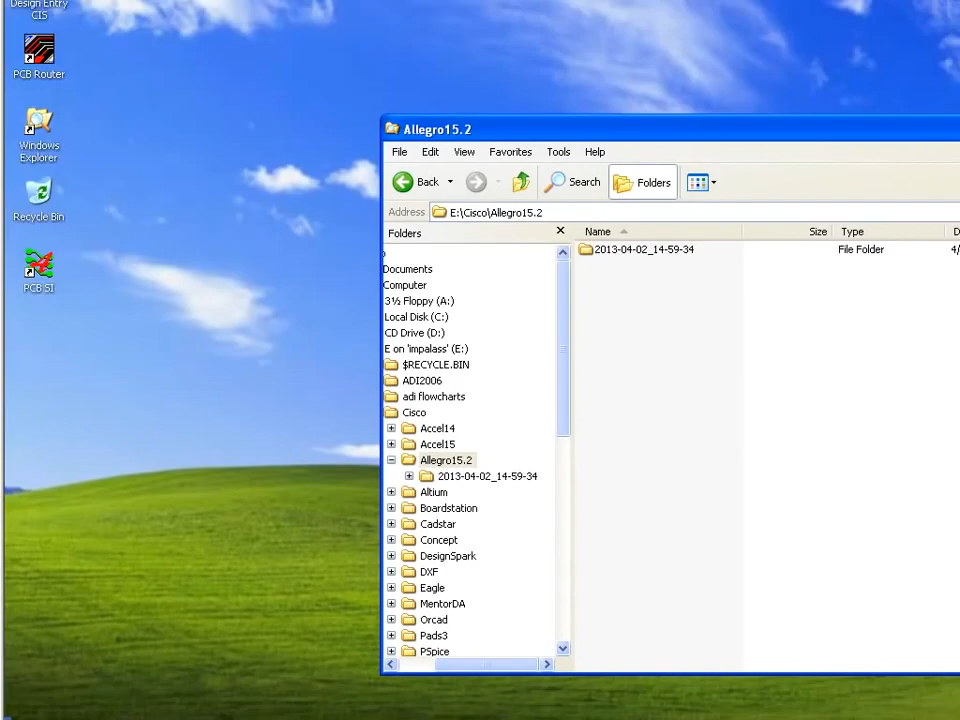 Design Entry
CIS
PCB Router
Windows
Explorer
Recycle Bin
PCB SI
Allegro15.2
File Edit View Favorites Tools Help
Back Search Folders
Address E:\Cisco\Allegro15.2
Folders
Name Size Type D
2013-04-02_14-59-34 File Folder 4/
Documents
Computer
3½ Floppy (A:)
Local Disk (C:)
CD Drive (D:)
E on 'impalass' (E:)
$RECYCLE.BIN
ADI2006
adi flowcharts
Cisco
Accel14
Accel15
Allegro15.2
2013-04-02_14-59-34
Altium
Boardstation
Cadstar
Concept
DesignSpark
DXF
Eagle
MentorDA
Orcad
Pads3
PSpice